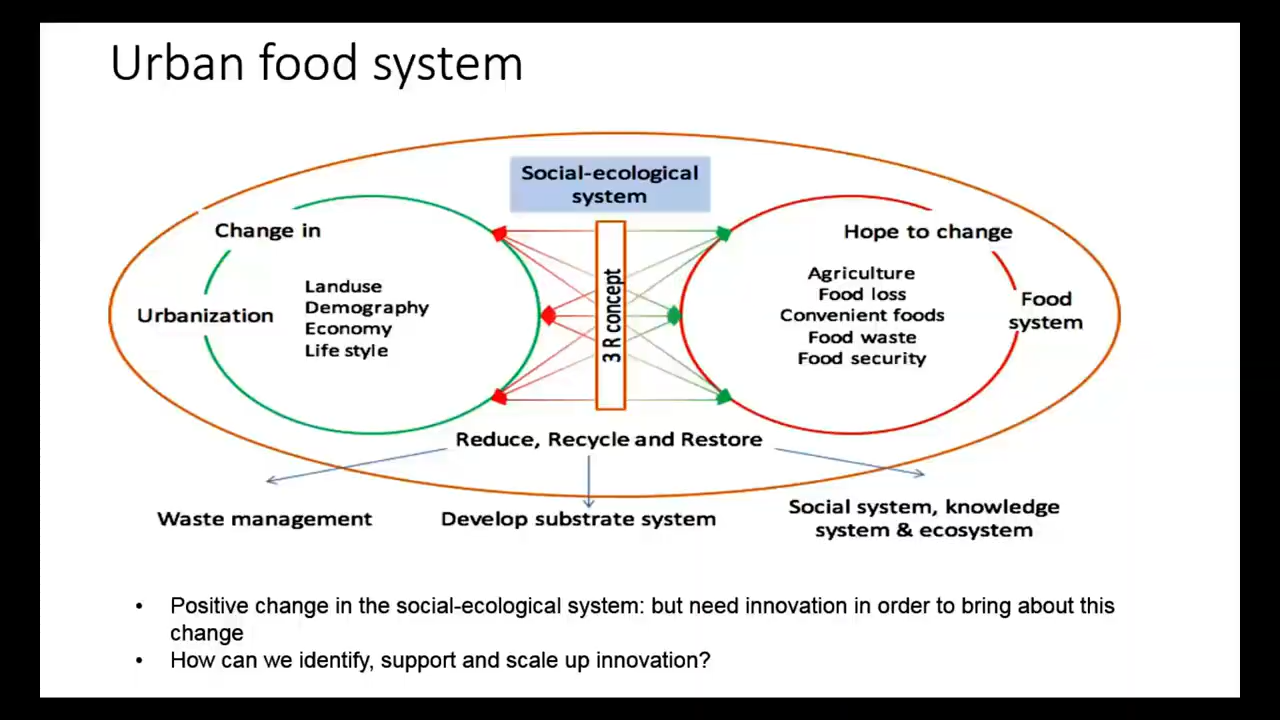 Urban food system
Social-ecological
system
Change in
Urbanization
Landuse
Demography
Economy
Life style
3 R concept
Hope to change
Agriculture
Food loss
Convenient foods
Food waste
Food security
Food
system
Reduce, Recycle and Restore
Waste management
Develop substrate system
Social system, knowledge
system & ecosystem
• Positive change in the social-ecological system: but need innovation in order to bring about this
change
• How can we identify, support and scale up innovation?